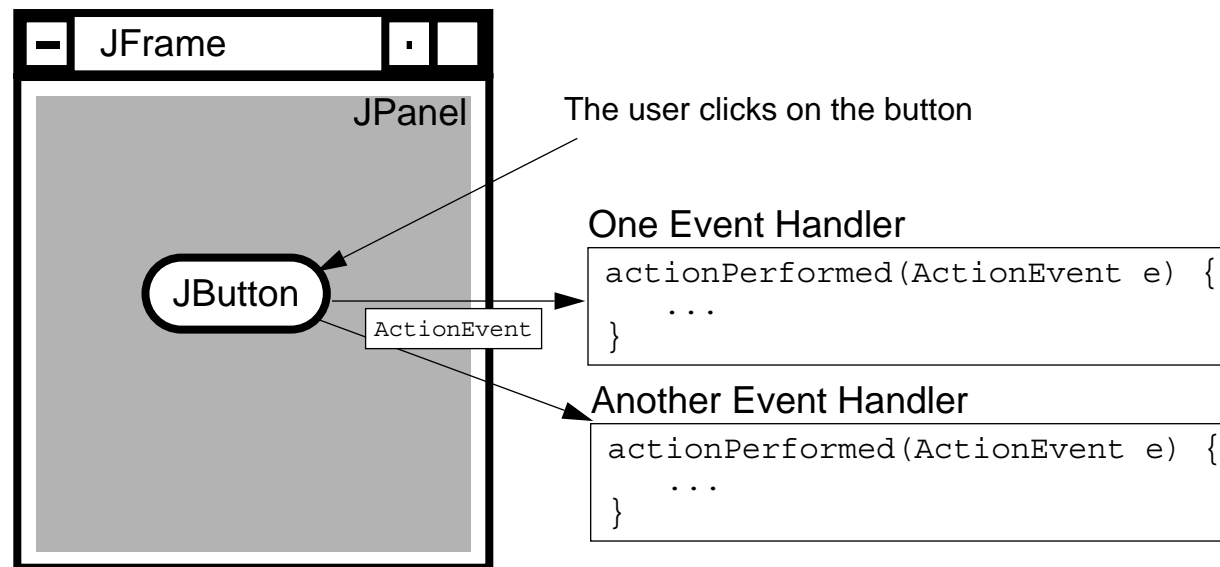 JFrame
JPanel
The user clicks on the button
One Event Handler
actionPerformed(ActionEvent e) {
...
}
JButton
ActionEvent
Another Event Handler
actionPerformed(ActionEvent e) {
...
}